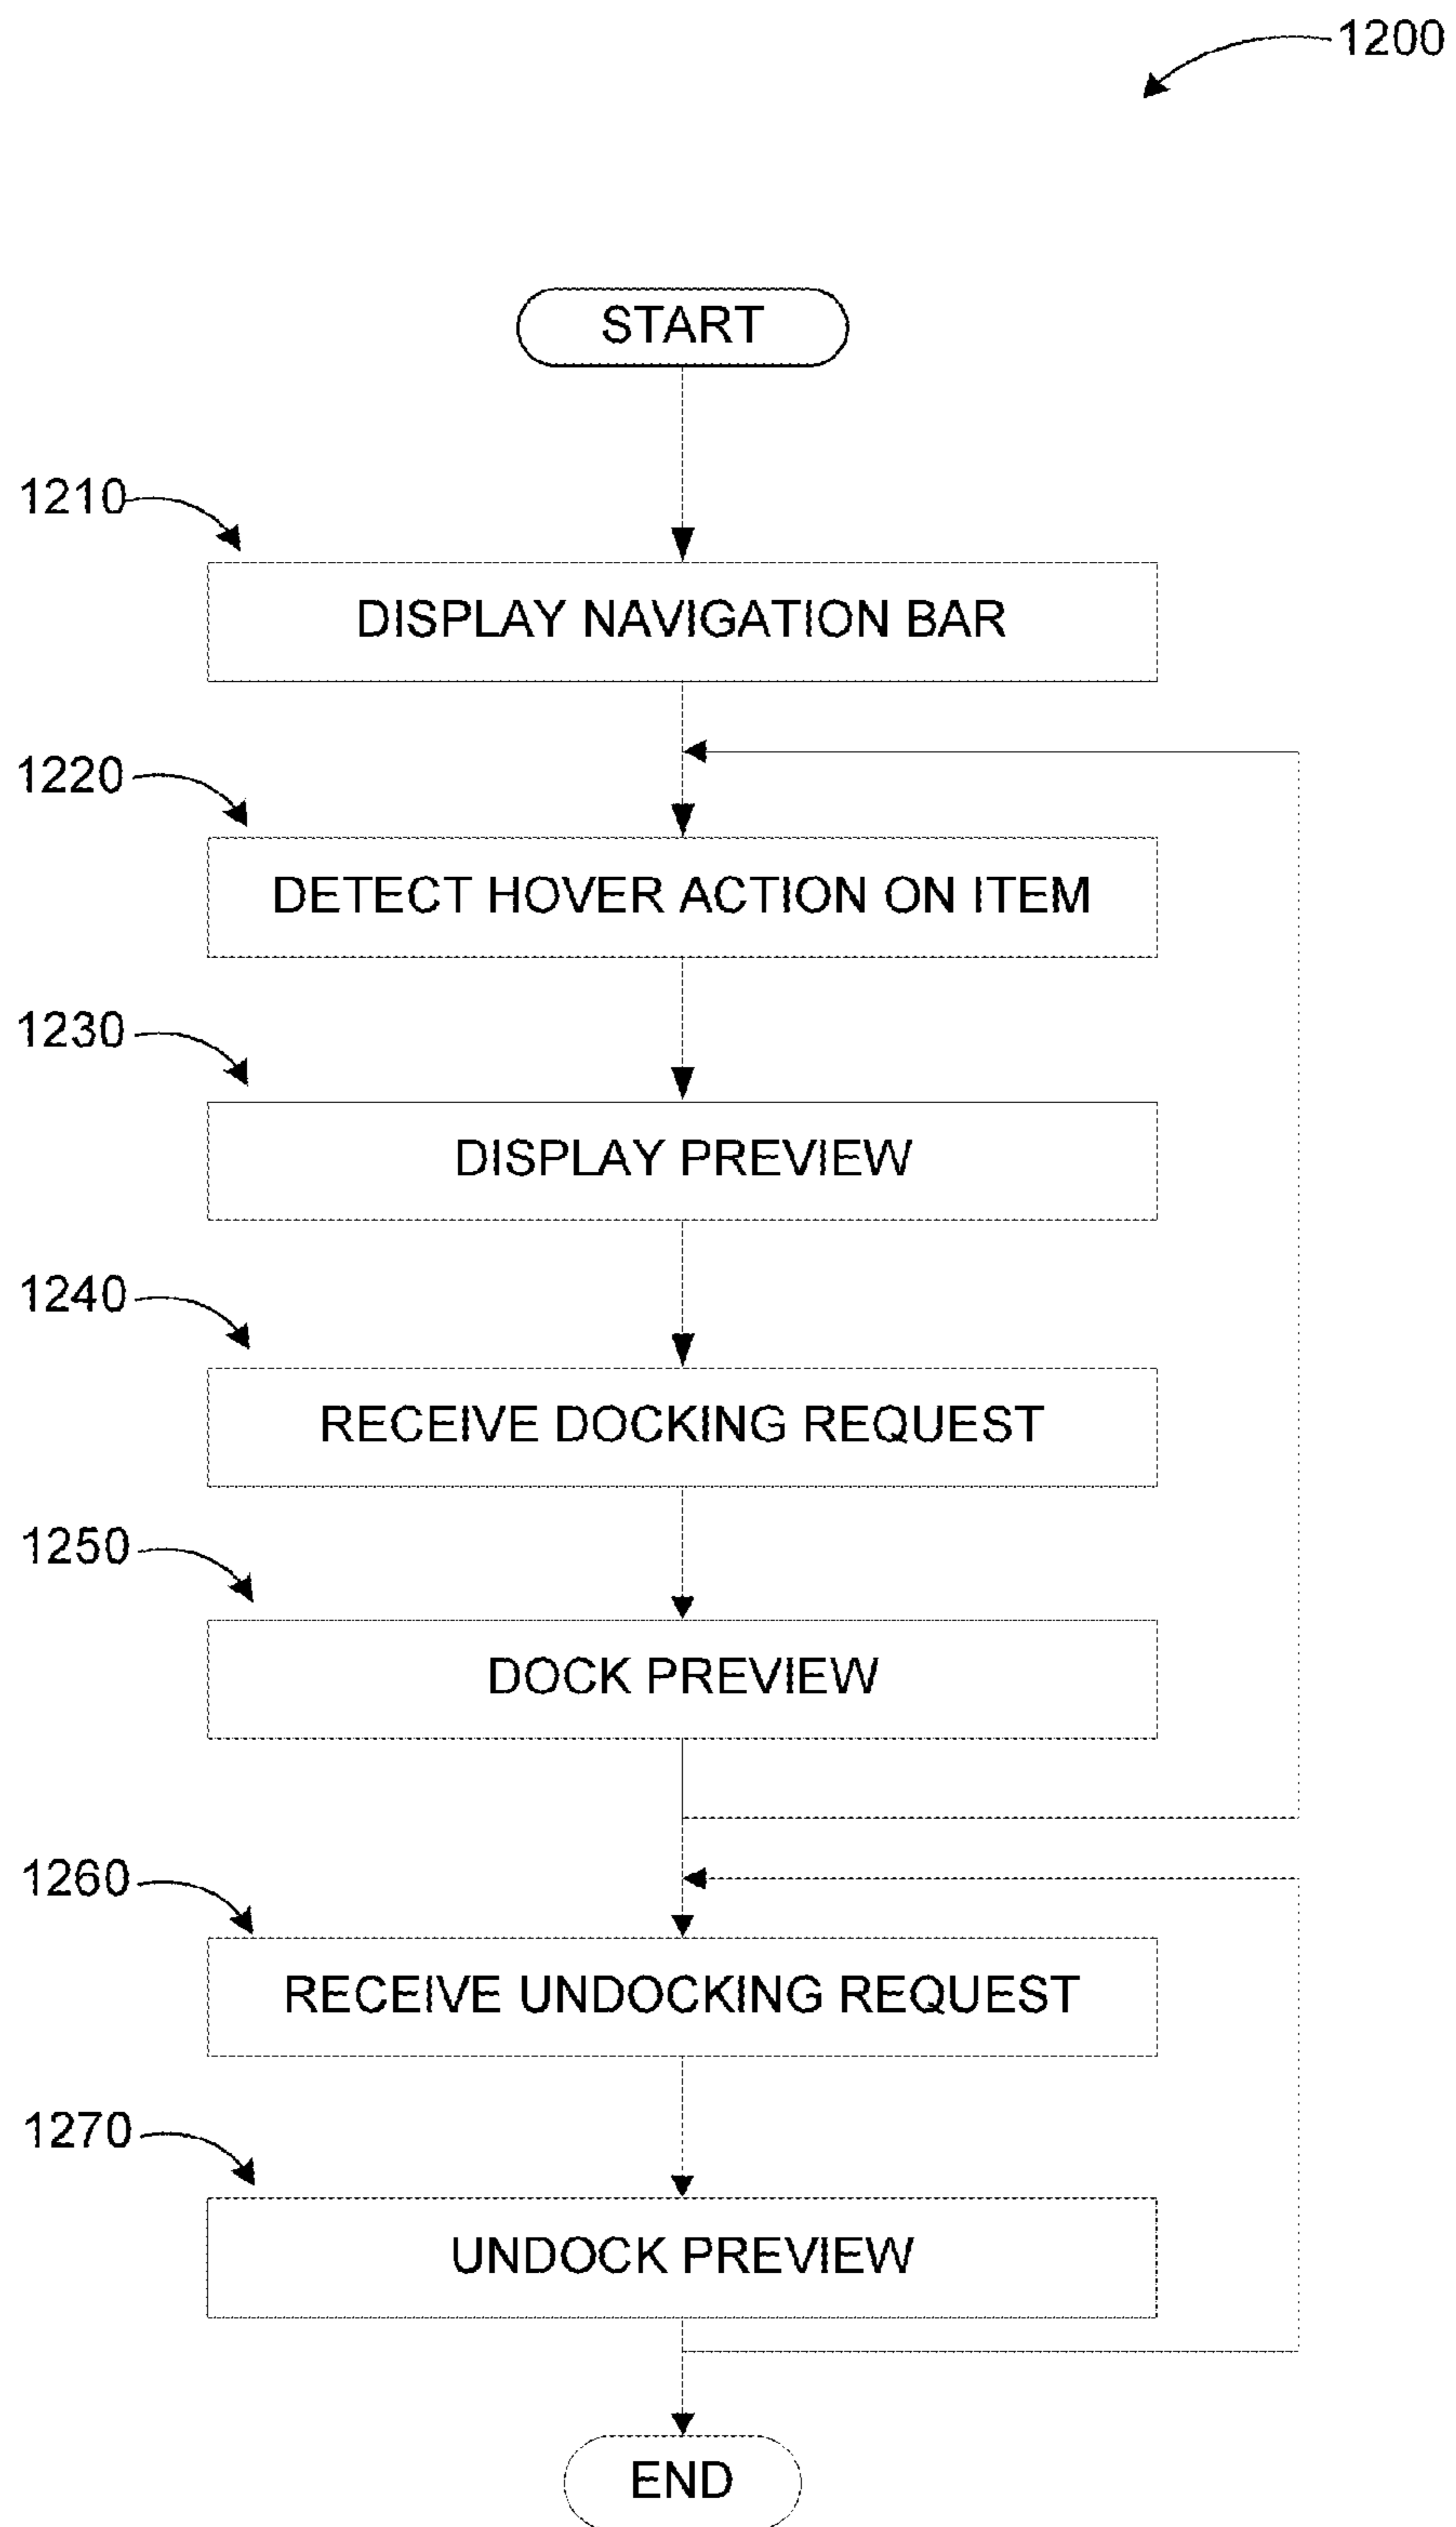 1200
START
1210
DISPLAY NAVIGATION BAR
1220
DETECT HOVER ACTION ON ITEM
1230
DISPLAY PREVIEW
1240
RECEIVE DOCKING REQUEST
1250
DOCK PREVIEW
1260
RECEIVE UNDOCKING REQUEST
1270
UNDOCK PREVIEW
END